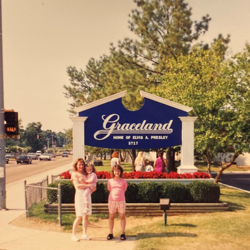 Graceland
HOME OF ELVIS A. PRESLEY
3717